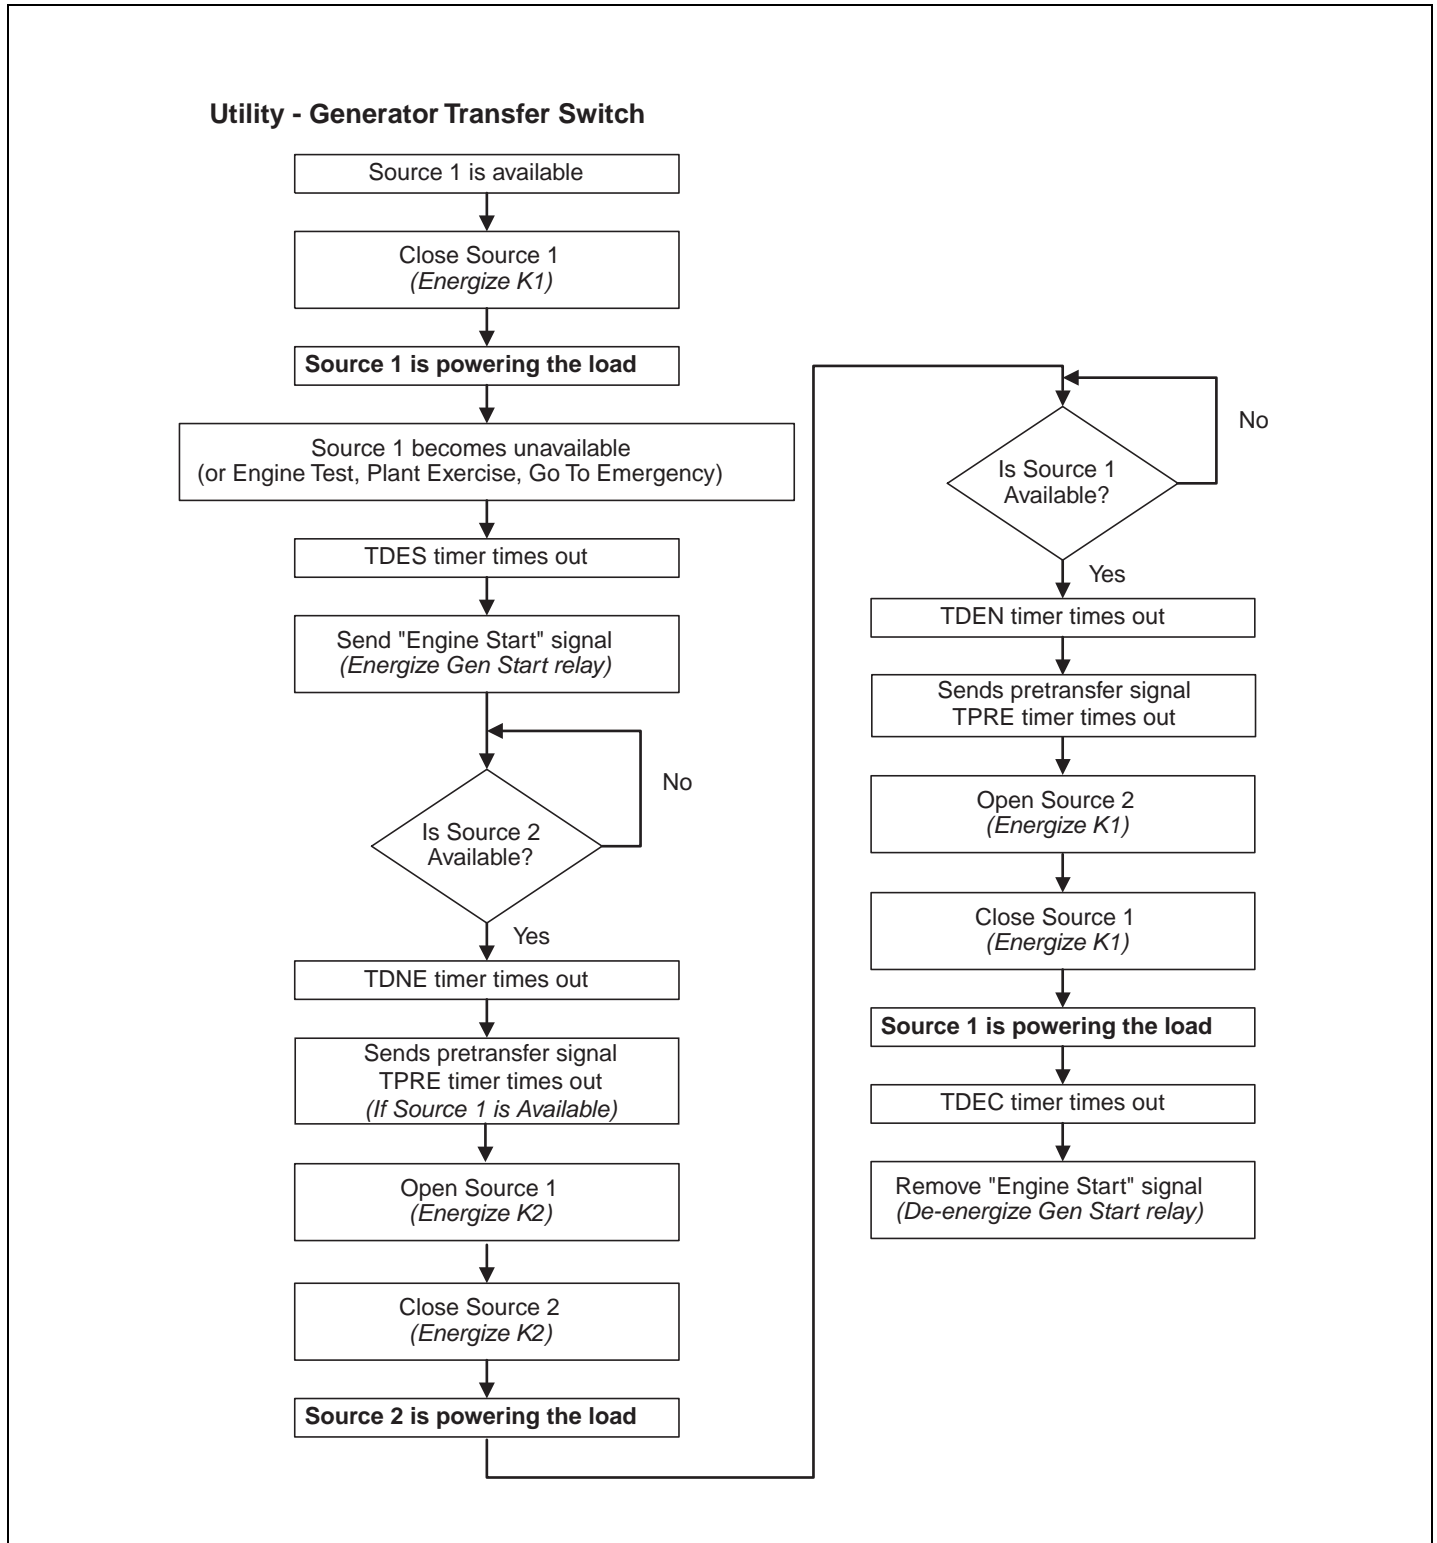 Utility - Generator Transfer Switch
Source 1 is available
Close Source 1
(Energize K1)
Source 1 is powering the load
Source 1 becomes unavailable
(or Engine Test, Plant Exercise, Go To Emergency)
TDES timer times out
Send "Engine Start" signal
(Energize Gen Start relay)
No
Is Source 2
Available?
Yes
TDNE timer times out
Sends pretransfer signal
TPRE timer times out
(If Source 1 is Available)
Open Source 1
(Energize K2)
Close Source 2
(Energize K2)
Source 2 is powering the load
No
Is Source 1
Available?
Yes
TDEN timer times out
Sends pretransfer signal
TPRE timer times out
Open Source 2
(Energize K1)
Close Source 1
(Energize K1)
Source 1 is powering the load
TDEC timer times out
Remove "Engine Start" signal
(De-energize Gen Start relay)